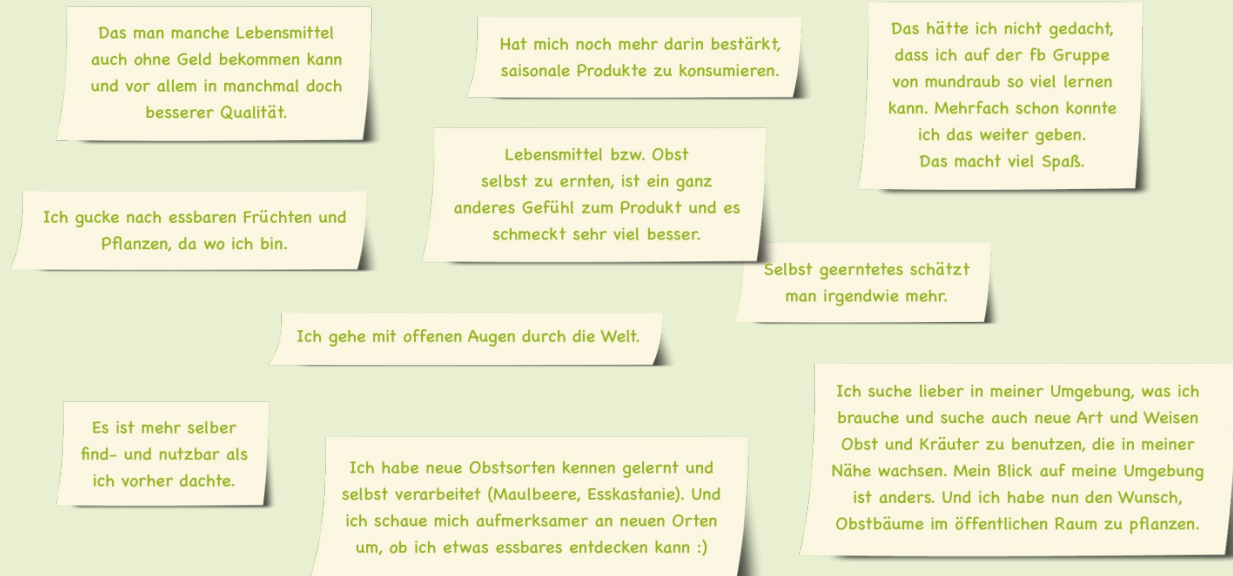 Das man manche Lebensmittel
auch ohne Geld bekommen kann
und vor allem in manchmal doch
besserer Qualität.
Hat mich noch mehr darin bestärkt,
saisonale Produkte zu konsumieren.
Das hätte ich nicht gedacht,
dass ich auf der fb Gruppe
von mundraub so viel lernen
kann. Mehrfach schon konnte
ich das weiter geben.
Das macht viel Spaß.
Lebensmittel bzw. Obst
selbst zu ernten, ist ein ganz
anderes Gefühl zum Produkt und es
schmeckt sehr viel besser.
Ich gucke nach essbaren Früchten und
Pflanzen, da wo ich bin.
Selbst geerntetes schätzt
man irgendwie mehr.
Ich gehe mit offenen Augen durch die Welt.
Ich suche lieber in meiner Umgebung, was ich
brauche und suche auch neue Art und Weisen
Obst und Kräuter zu benutzen, die in meiner
Nähe wachsen. Mein Blick auf meine Umgebung
ist anders. Und ich habe nun den Wunsch,
Obstbäume im öffentlichen Raum zu pflanzen.
Es ist mehr selber
find- und nutzbar als
ich vorher dachte.
Ich habe neue Obstsorten kennen gelernt und
selbst verarbeitet (Maulbeere, Esskastanie). Und
ich schaue mich aufmerksamer an neuen Orten
um, ob ich etwas essbares entdecken kann :)